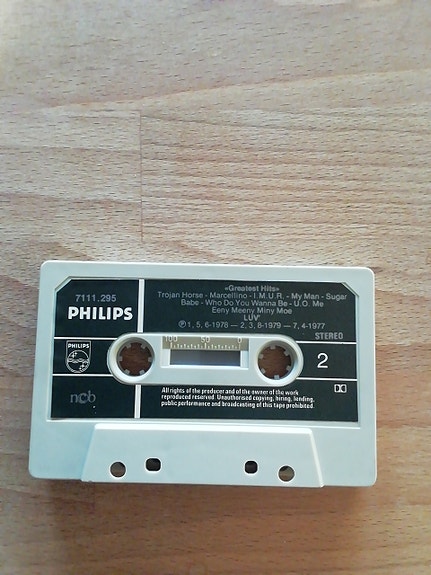 7111.295
PHILIPS
«Greatest Hits»
Trojan Horse - Marcellino - I.M.U.R. - My Man - Sugar
Babe - Who Do You Wanna Be - U.O. Me
Eeny Meeny Miny Moe
LUV'
Ⓟ 1, 5, 6-1978 — 2, 3, 8-1979 — 7, 4-1977
STEREO
PHILIPS
100 50 0
2
ncb
All rights of the producer and of the owner of the work
reproduced reserved. Unauthorised copying, hiring, lending,
public performance and broadcasting of this tape prohibited.